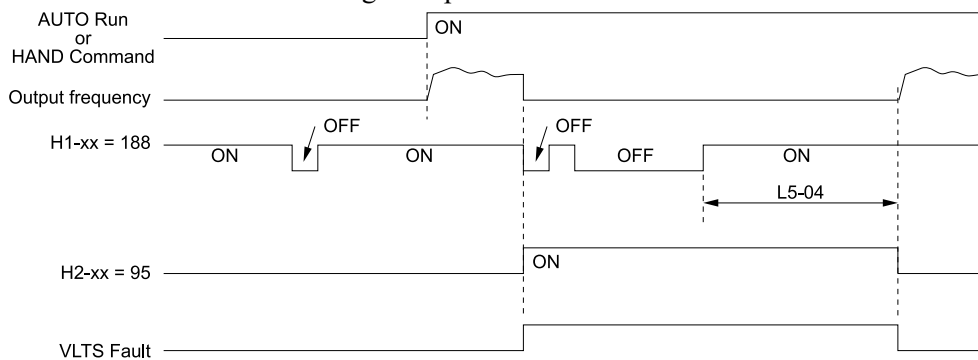 AUTO Run
or
HAND Command
ON
Output frequency
H1-xx = 188
ON
OFF
ON
OFF
OFF
ON
L5-04
H2-xx = 95
ON
VLTS Fault